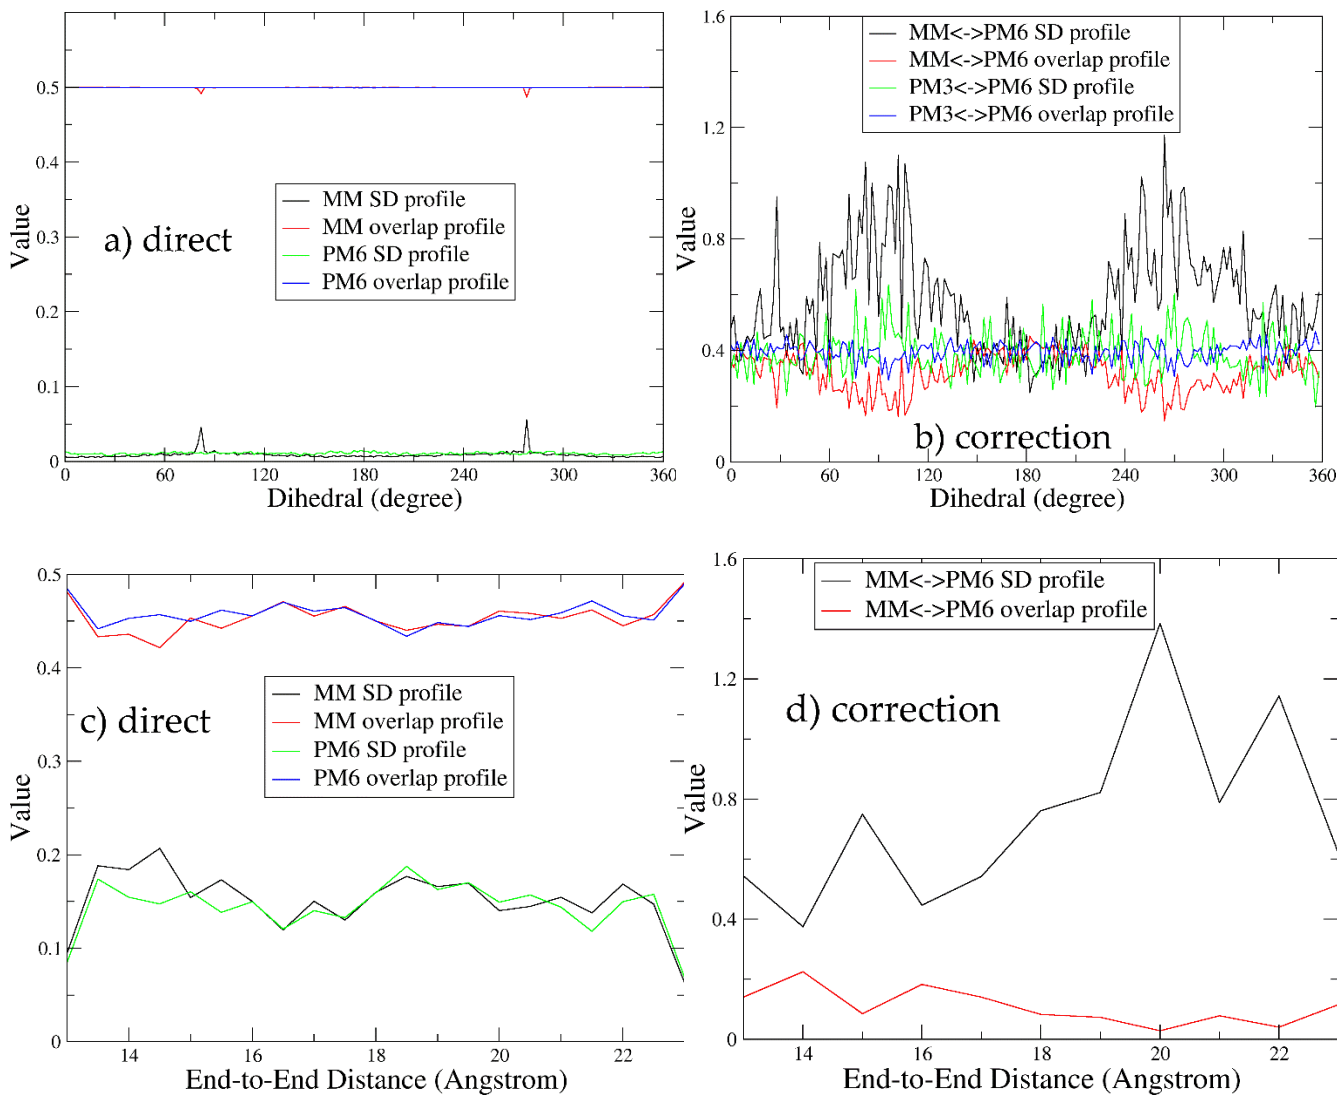 0.5
0.4
0.3
0.2
0.1
0
Value
a) direct
MM SD profile
MM overlap profile
PM6 SD profile
PM6 overlap profile
0 60 120 180 240 300 360
Dihedral (degree)
1.6
1.2
0.8
0.4
0
Value
MM<->PM6 SD profile
MM<->PM6 overlap profile
PM3<->PM6 SD profile
PM3<->PM6 overlap profile
b) correction
0 60 120 180 240 300 360
Dihedral (degree)
0.5
0.4
0.3
0.2
0.1
0
Value
c) direct
MM SD profile
MM overlap profile
PM6 SD profile
PM6 overlap profile
14 16 18 20 22
End-to-End Distance (Angstrom)
1.6
1.2
0.8
0.4
0
Value
MM<->PM6 SD profile
MM<->PM6 overlap profile
d) correction
14 16 18 20 22
End-to-End Distance (Angstrom)